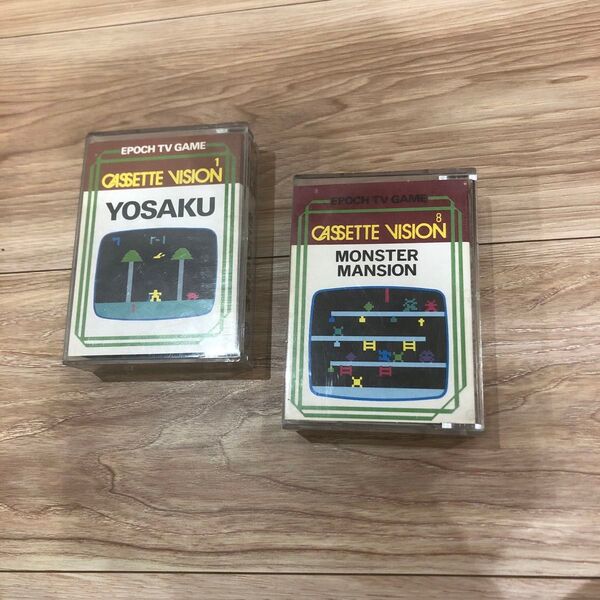 EPOCH TV GAME
1
CASSETTE VISION
YOSAKU
EPOCH TV GAME
8
CASSETTE VISION
MONSTER
MANSION